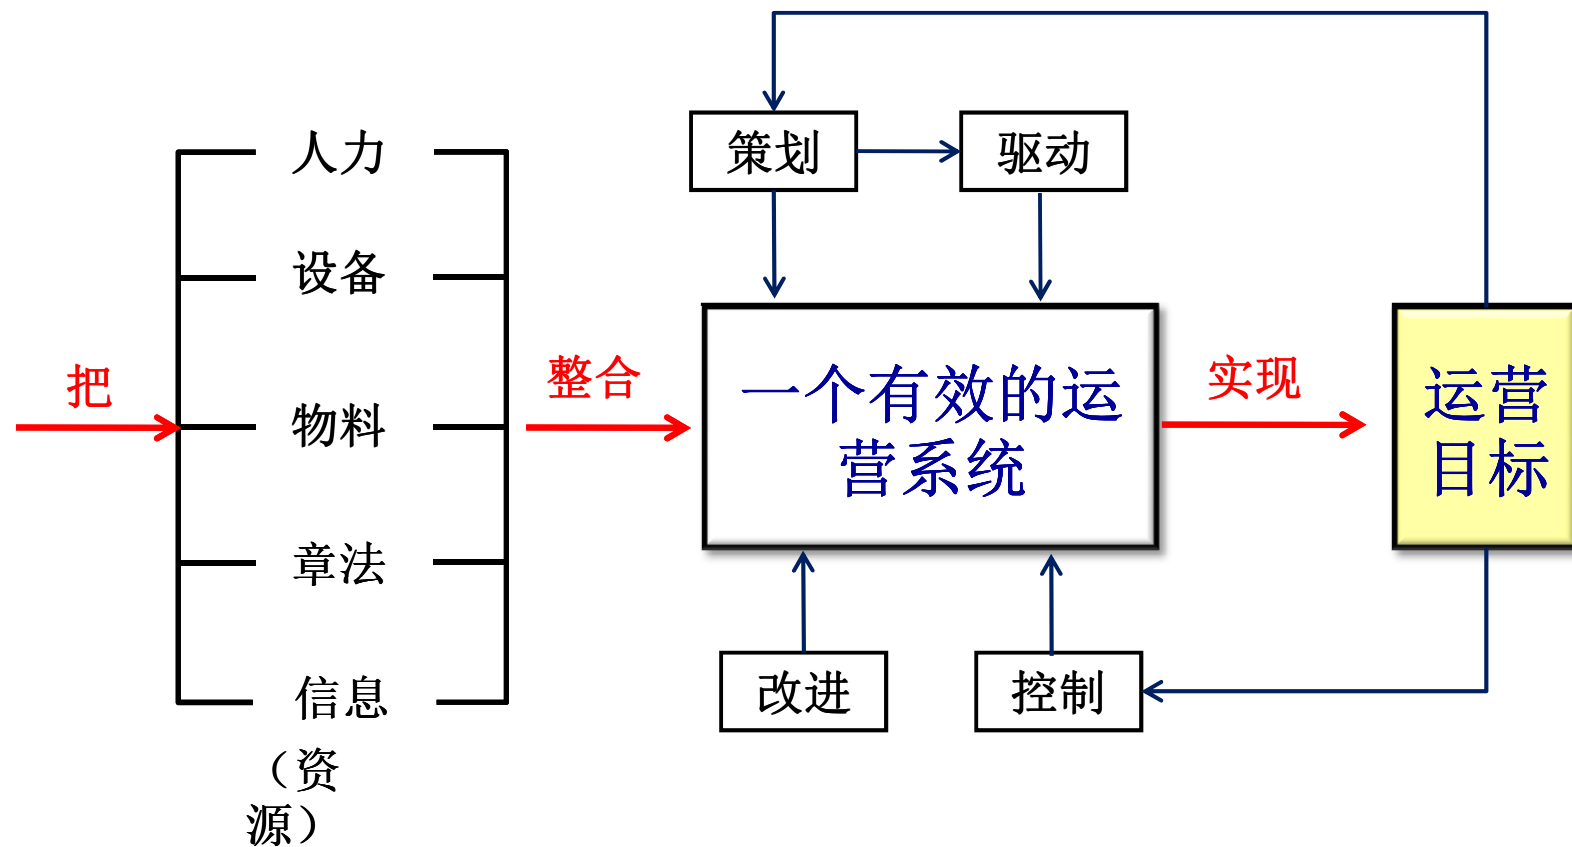 把
人力
设备
物料
章法
信息
（资
源）
整合
策划
驱动
一个有效的运
营系统
改进
控制
实现
运营
目标